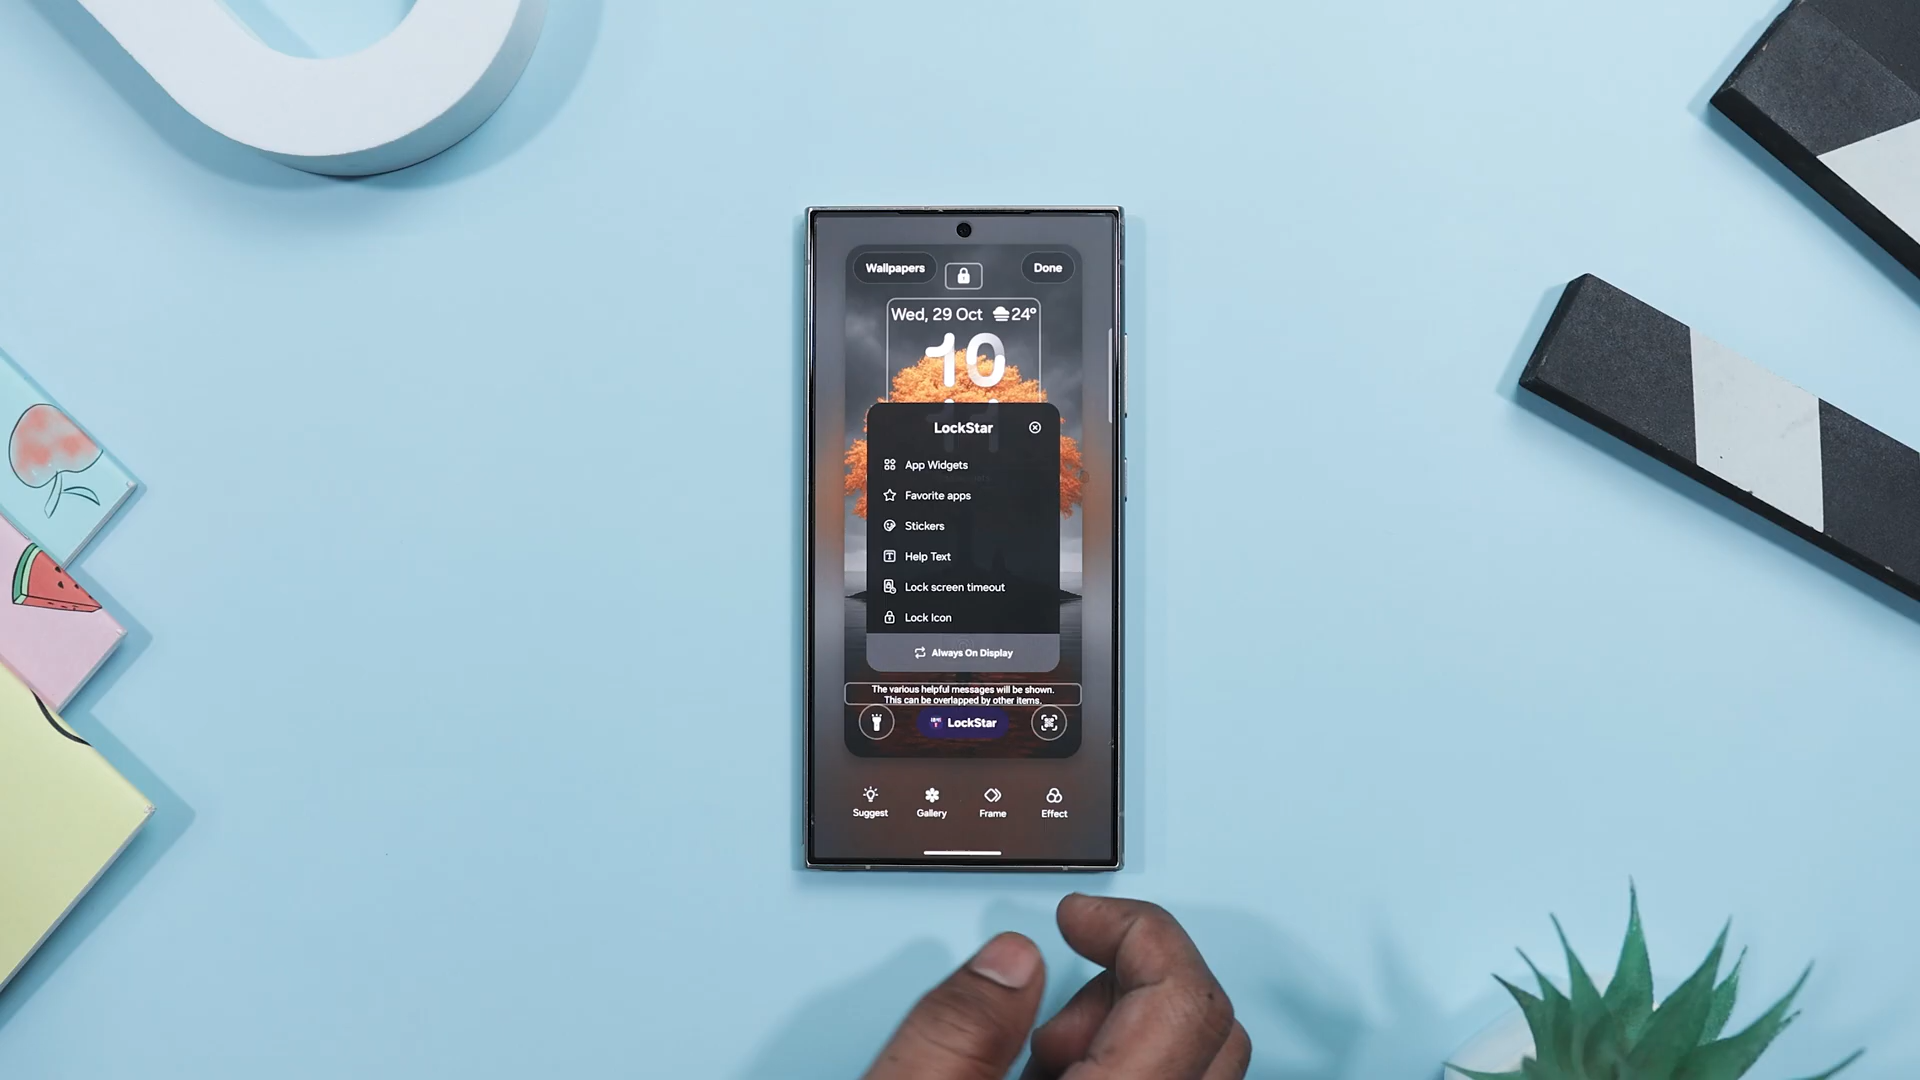 Wallpapers
Done
Wed, 29 Oct 24°
10
11
LockStar
App Widgets
Favorite apps
Stickers
Help Text
Lock screen timeout
Lock Icon
Always On Display
The various helpful messages will be shown.
This can be overlapped by other items.
LockStar
Suggest
Gallery
Frame
Effect